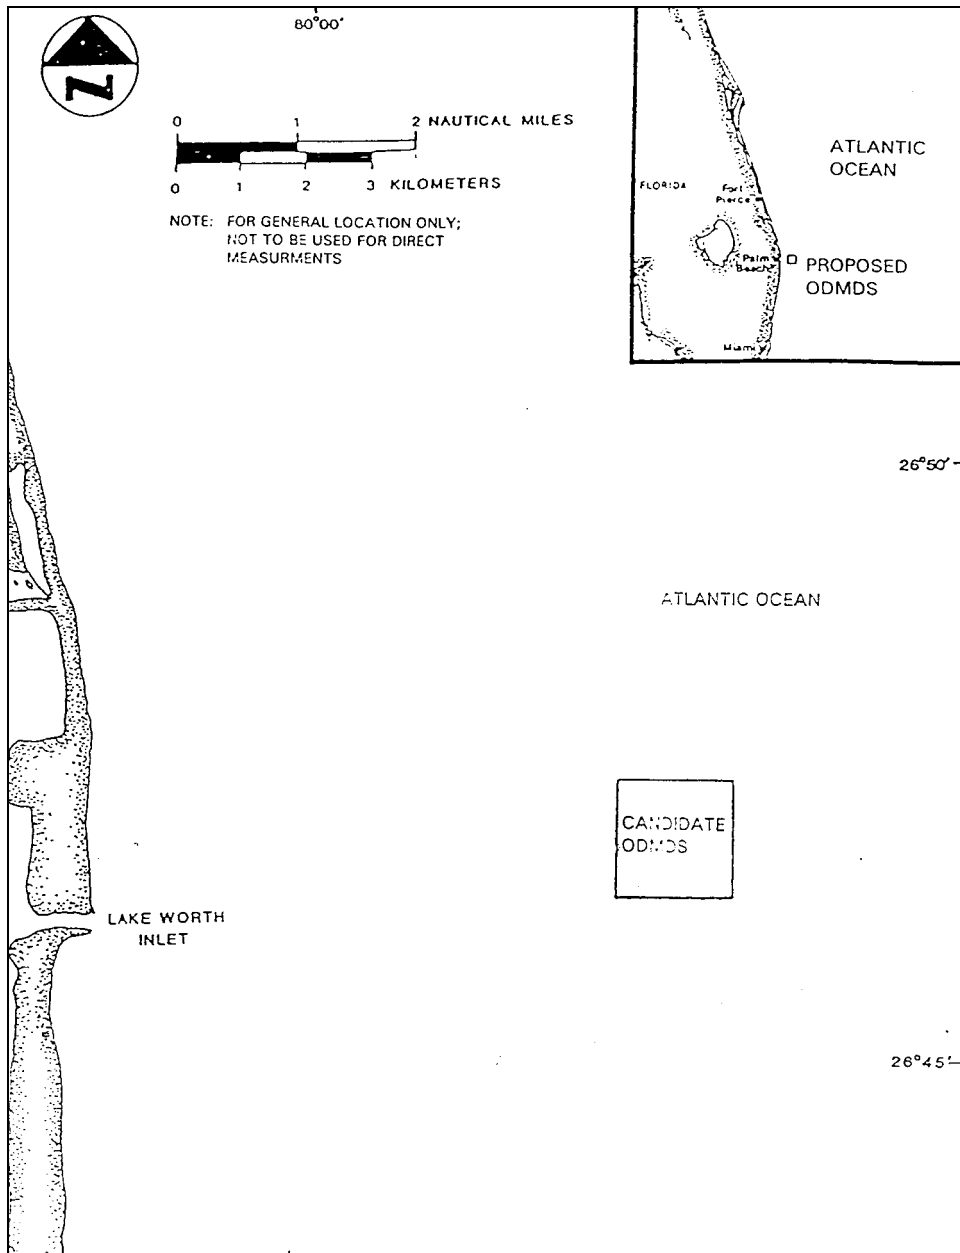 80°00′
N
0 1 2 NAUTICAL MILES
0 1 2 3 KILOMETERS
NOTE: FOR GENERAL LOCATION ONLY;
NOT TO BE USED FOR DIRECT
MEASURMENTS
ATLANTIC
OCEAN
FLORIDA
Fort
Pierce
Palm
Beach
PROPOSED
ODMDS
Miami
26°50′
ATLANTIC OCEAN
CANDIDATE
ODMDS
LAKE WORTH
INLET
26°45′